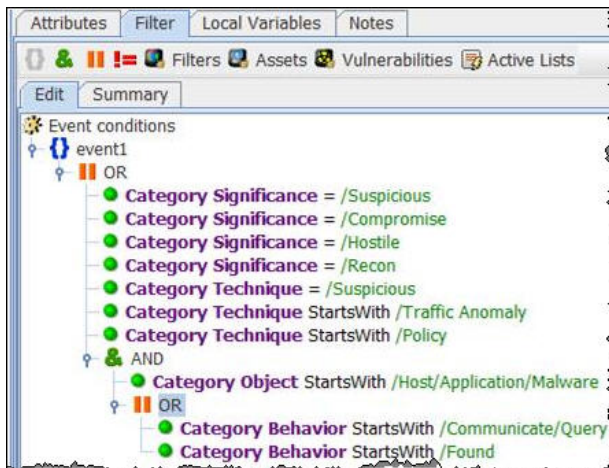 Attributes Filter Local Variables Notes
!= Filters Assets Vulnerabilities Active Lists
Edit Summary
Event conditions
event1
OR
Category Significance = /Suspicious
Category Significance = /Compromise
Category Significance = /Hostile
Category Significance = /Recon
Category Technique = /Suspicious
Category Technique StartsWith /Traffic Anomaly
Category Technique StartsWith /Policy
AND
Category Object StartsWith /Host/Application/Malware
OR
Category Behavior StartsWith /Communicate/Query
Category Behavior StartsWith /Found